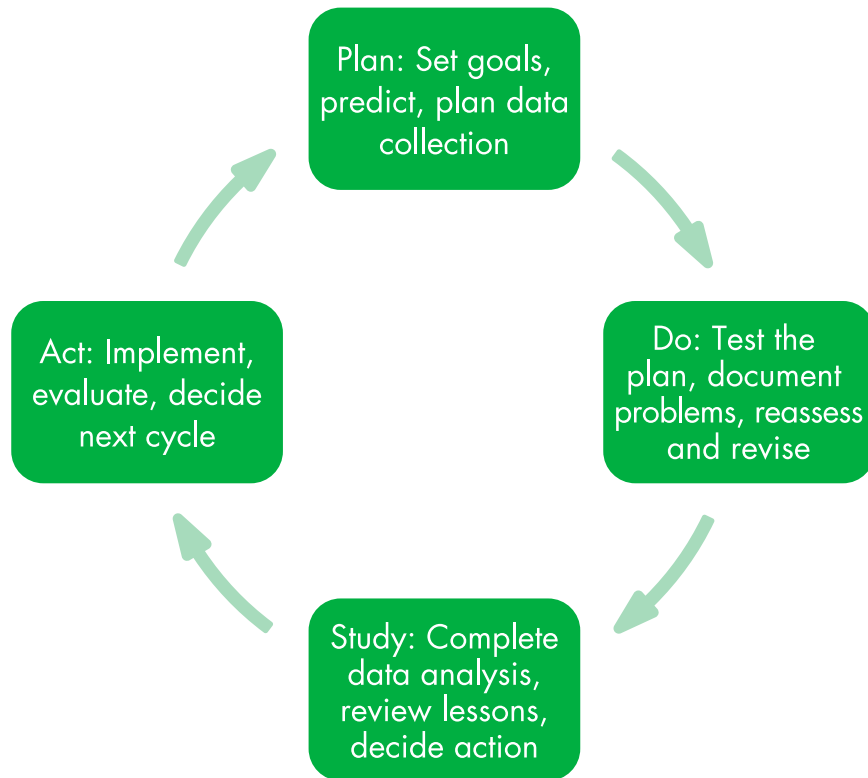 Plan: Set goals,
predict, plan data
collection
Do: Test the
plan, document
problems, reassess
and revise
Study: Complete
data analysis,
review lessons,
decide action
Act: Implement,
evaluate, decide
next cycle